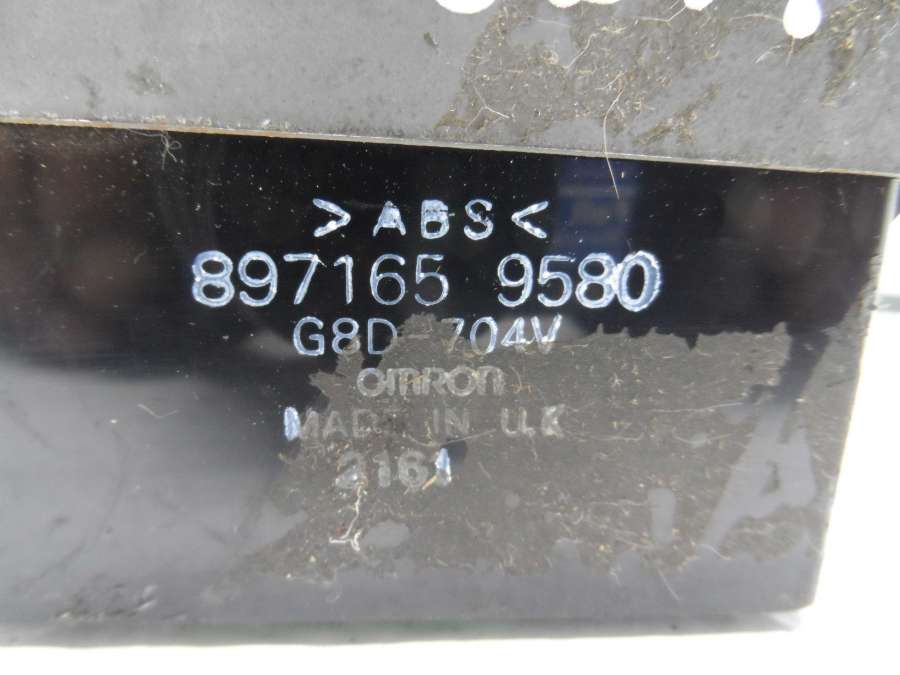 >ABS<
897165 9580
G8D-704V
omron
MADE IN U.K